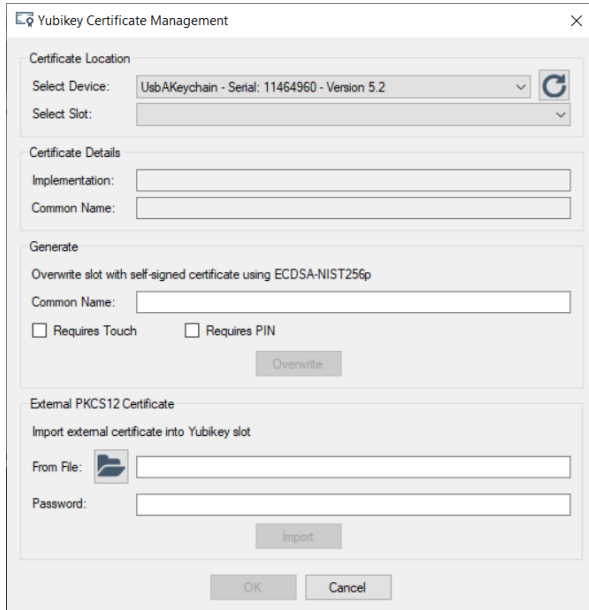 Yubikey Certificate Management
Certificate Location
Select Device: UsbAKeychain - Serial: 11464960 - Version 5.2
Select Slot:
Certificate Details
Implementation:
Common Name:
Generate
Overwrite slot with self-signed certificate using ECDSA-NIST256p
Common Name:
Requires Touch Requires PIN
Overwrite
External PKCS12 Certificate
Import external certificate into Yubikey slot
From File:
Password:
Import
OK Cancel